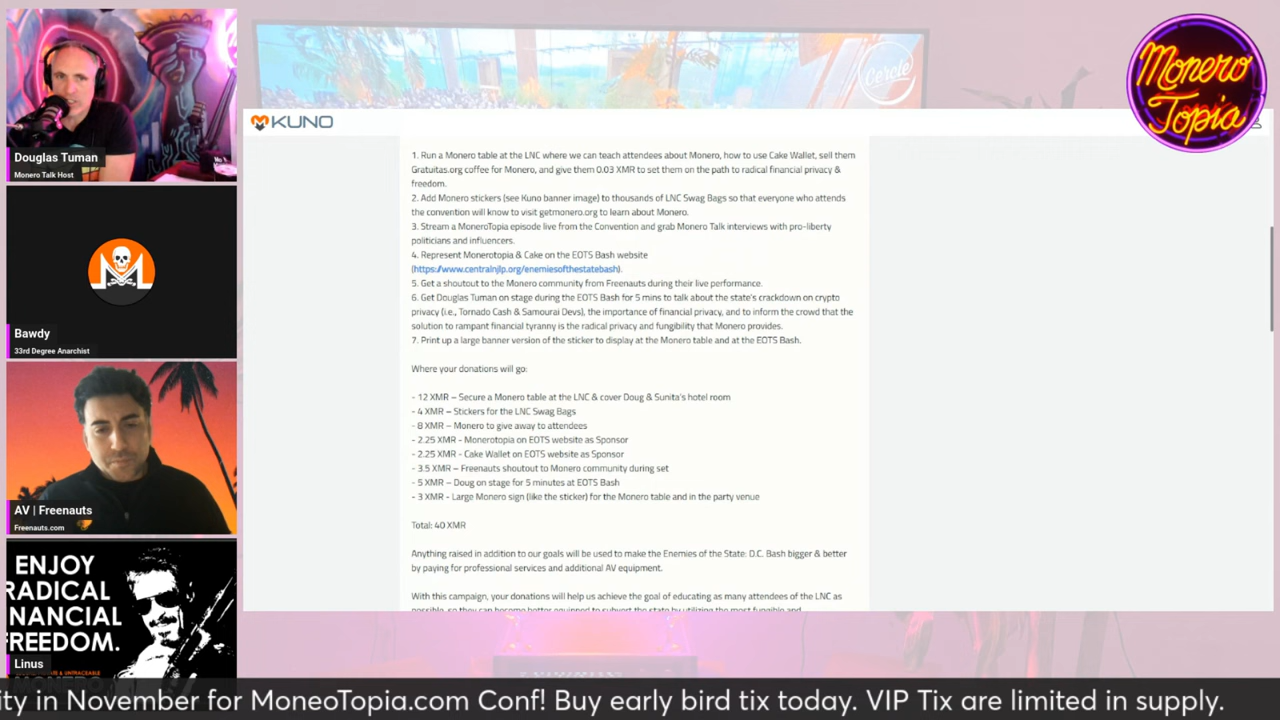 Douglas Tuman
Monero Talk Host
Bawdy
33rd Degree Anarchist
AV | Freenauts
Freenauts.com
ENJOY
RADICAL
NANCIAL
FREEDOM.
Linus
Cercle
Monero
Topia
KUNO
1. Run a Monero table at the LNC where we can teach attendees about Monero, how to use Cake Wallet, sell them
Gratuitas.org coffee for Monero, and give them 0.03 XMR to set them on the path to radical financial privacy &
freedom.
2. Add Monero stickers (see Kuno banner image) to thousands of LNC Swag Bags so that everyone who attends
the convention will know to visit getmonero.org to learn about Monero.
3. Stream a MoneroTopia episode live from the Convention and grab Monero Talk interviews with pro-liberty
politicians and influencers.
4. Represent Monerotopia & Cake on the EOTS Bash website
(https://www.centralnjlp.org/enemiesofthestatebash).
5. Get a shoutout to the Monero community from Freenauts during their live performance.
6. Get Douglas Tuman on stage during the EOTS Bash for 5 mins to talk about the state's crackdown on crypto
privacy (i.e., Tornado Cash & Samourai Devs), the importance of financial privacy, and to inform the crowd that the
solution to rampant financial tyranny is the radical privacy and fungibility that Monero provides.
7. Print up a large banner version of the sticker to display at the Monero table and at the EOTS Bash.
Where your donations will go:
- 12 XMR – Secure a Monero table at the LNC & cover Doug & Sunita's hotel room
- 4 XMR – Stickers for the LNC Swag Bags
- 8 XMR – Monero to give away to attendees
- 2.25 XMR - Monerotopia on EOTS website as Sponsor
- 2.25 XMR - Cake Wallet on EOTS website as Sponsor
- 3.5 XMR – Freenauts shoutout to Monero community during set
- 5 XMR – Doug on stage for 5 minutes at EOTS Bash
- 3 XMR - Large Monero sign (like the sticker) for the Monero table and in the party venue
Total: 40 XMR
Anything raised in addition to our goals will be used to make the Enemies of the State: D.C. Bash bigger & better
by paying for professional services and additional AV equipment.
With this campaign, your donations will help us achieve the goal of educating as many attendees of the LNC as
possible, so they can become better equipped to subvert the state by utilizing the most fungible and
ity in November for MoneoTopia.com Conf! Buy early bird tix today. VIP Tix are limited in supply.